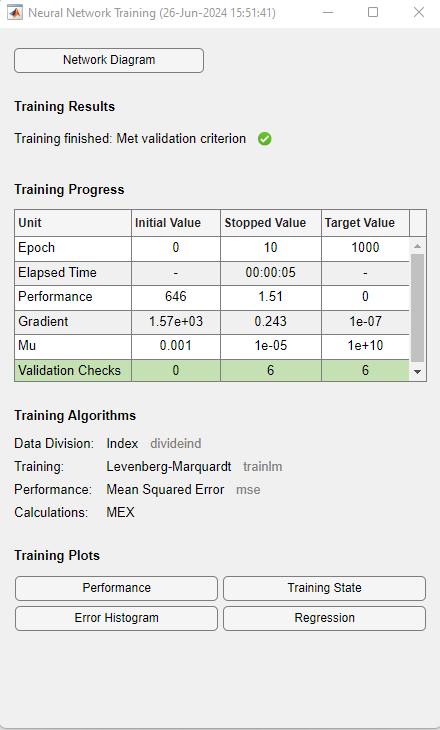 Neural Network Training (26-Jun-2024 15:51:41)
Network Diagram
Training Results
Training finished: Met validation criterion
Training Progress
Unit Initial Value Stopped Value Target Value
Epoch 0 10 1000
Elapsed Time - 00:00:05 -
Performance 646 1.51 0
Gradient 1.57e+03 0.243 1e-07
Mu 0.001 1e-05 1e+10
Validation Checks 0 6 6
Training Algorithms
Data Division: Index divideind
Training: Levenberg-Marquardt trainlm
Performance: Mean Squared Error mse
Calculations: MEX
Training Plots
Performance Training State
Error Histogram Regression